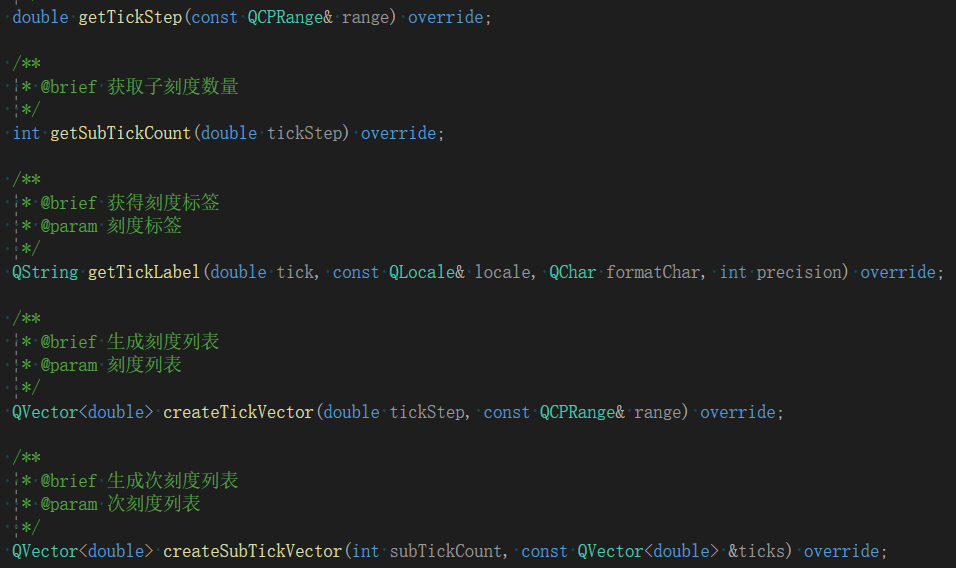 double getTickStep(const QCPRange& range) override;
/**
* @brief 获取子刻度数量
*/
int getSubTickCount(double tickStep) override;
/**
* @brief 获得刻度标签
* @param 刻度标签
*/
QString getTickLabel(double tick, const QLocale& locale, QChar formatChar, int precision) override;
/**
* @brief 生成刻度列表
* @param 刻度列表
*/
QVector<double> createTickVector(double tickStep, const QCPRange& range) override;
/**
* @brief 生成次刻度列表
* @param 次刻度列表
*/
QVector<double> createSubTickVector(int subTickCount, const QVector<double> &ticks) override;